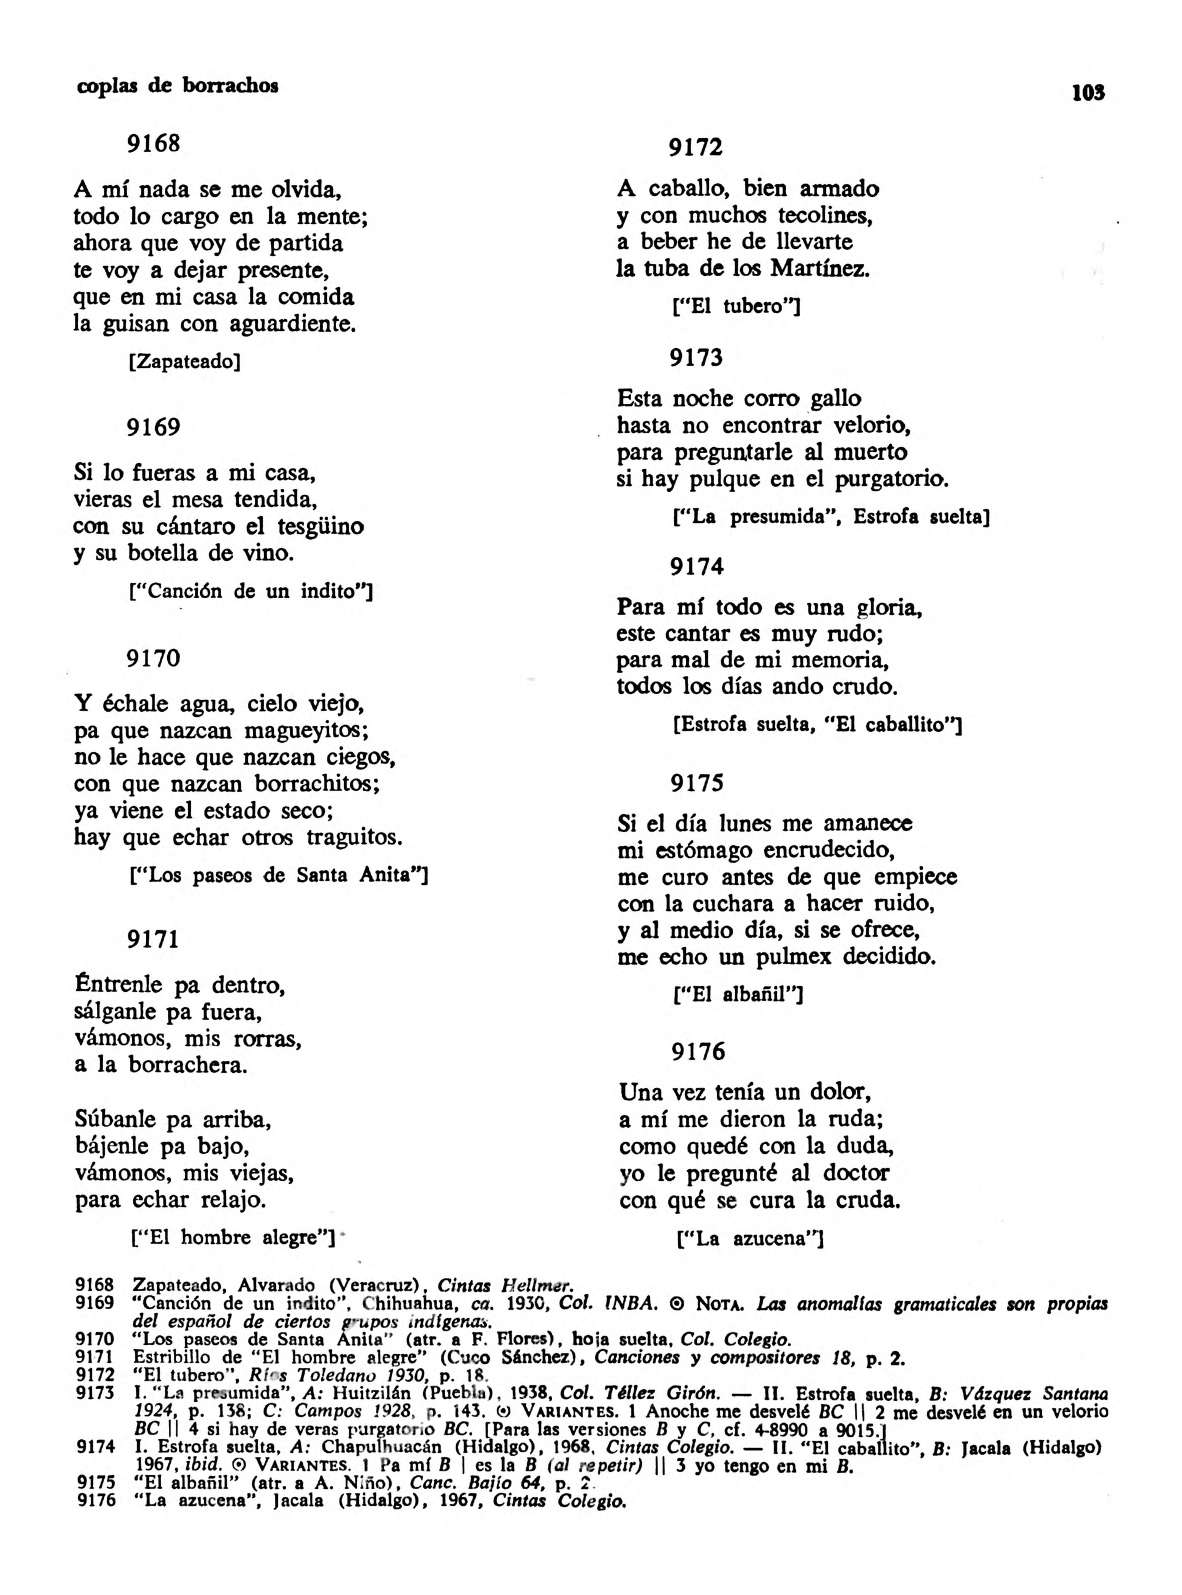 coplas de borrachos
103
9168
A mí nada se me olvida,
todo lo cargo en la mente;
ahora que voy de partida
te voy a dejar presente,
que en mi casa la comida
la guisan con aguardiente.
[Zapateado]
9169
Si lo fueras a mi casa,
vieras el mesa tendida,
con su cántaro el tesgüino
y su botella de vino.
["Canción de un indito"]
9170
Y échale agua, cielo viejo,
pa que nazcan magueyitos;
no le hace que nazcan ciegos,
con que nazcan borrachitos;
ya viene el estado seco;
hay que echar otros traguitos.
["Los paseos de Santa Anita"]
9171
Éntrenle pa dentro,
sálganle pa fuera,
vámonos, mis rorras,
a la borrachera.
Súbanle pa arriba,
bájenle pa bajo,
vámonos, mis viejas,
para echar relajo.
["El hombre alegre"]
9172
A caballo, bien armado
y con muchos tecolines,
a beber he de llevarte
la tuba de los Martínez.
["El tubero"]
9173
Esta noche corro gallo
hasta no encontrar velorio,
para preguntarle al muerto
si hay pulque en el purgatorio.
["La presumida", Estrofa suelta]
9174
Para mí todo es una gloria,
este cantar es muy rudo;
para mal de mi memoria,
todos los días ando crudo.
[Estrofa suelta, "El caballito"]
9175
Si el día lunes me amanece
mi estómago encrudecido,
me curo antes de que empiece
con la cuchara a hacer ruido,
y al medio día, si se ofrece,
me echo un pulmex decidido.
["El albañil"]
9176
Una vez tenía un dolor,
a mí me dieron la ruda;
como quedé con la duda,
yo le pregunté al doctor
con qué se cura la cruda.
["La azucena"]
9168 Zapateado, Alvarado (Veracruz), Cintas Hellmer.
9169 "Canción de un indito", Chihuahua, ca. 1930, Col. INBA. ⊙ NOTA. Las anomalías gramaticales son propias
del español de ciertos grupos indígenas.
9170 "Los paseos de Santa Anita" (atr. a F. Flores), hoja suelta, Col. Colegio.
9171 Estribillo de "El hombre alegre" (Cuco Sánchez), Canciones y compositores 18, p. 2.
9172 "El tubero", Ríos Toledano 1930, p. 18.
9173 I. "La presumida", A: Huitzilán (Puebla), 1938, Col. Téllez Girón. — II. Estrofa suelta, B: Vázquez Santana
1924, p. 138; C: Campos 1928, p. 143. ⊙ VARIANTES. 1 Anoche me desvelé BC || 2 me desvelé en un velorio
BC || 4 si hay de veras purgatorio BC. [Para las versiones B y C, cf. 4-8990 a 9015.]
9174 I. Estrofa suelta, A: Chapulhuacán (Hidalgo), 1968, Cintas Colegio. — II. "El caballito", B: Jacala (Hidalgo)
1967, ibid. ⊙ VARIANTES. 1 Pa mí B | es la B (al repetir) || 3 yo tengo en mi B.
9175 "El albañil" (atr. a A. Niño), Canc. Bajío 64, p. 2.
9176 "La azucena", Jacala (Hidalgo), 1967, Cintas Colegio.